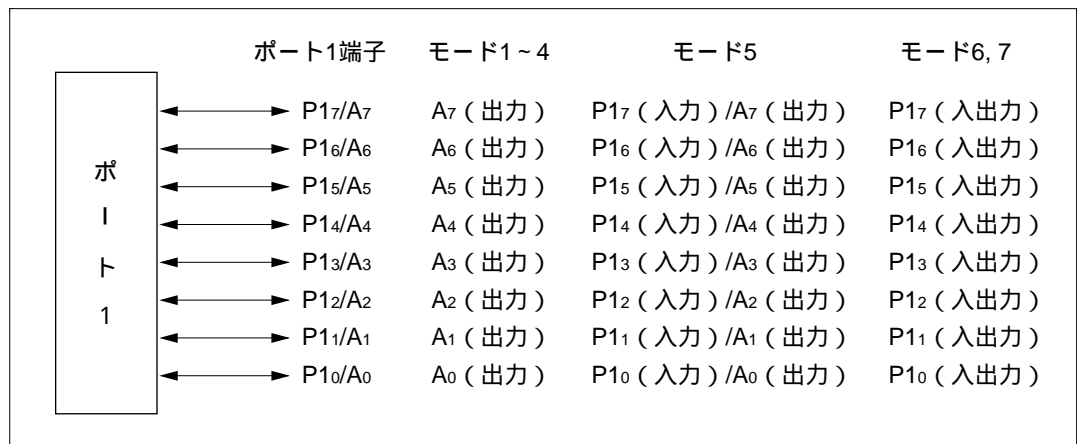 ポート1端子 モード1~4 モード5 モード6, 7
P17/A7 A7(出力) P17(入力)/A7(出力) P17(入出力)
P16/A6 A6(出力) P16(入力)/A6(出力) P16(入出力)
P15/A5 A5(出力) P15(入力)/A5(出力) P15(入出力)
P14/A4 A4(出力) P14(入力)/A4(出力) P14(入出力)
P13/A3 A3(出力) P13(入力)/A3(出力) P13(入出力)
P12/A2 A2(出力) P12(入力)/A2(出力) P12(入出力)
P11/A1 A1(出力) P11(入力)/A1(出力) P11(入出力)
P10/A0 A0(出力) P10(入力)/A0(出力) P10(入出力)
ポート1